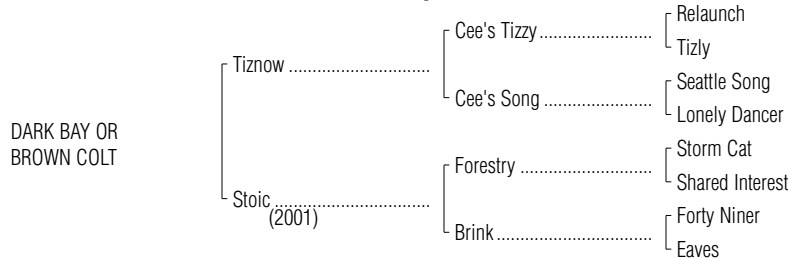 Relaunch
Cee's Tizzy..........................
Tizly
Tiznow ................................
Seattle Song
Cee's Song .........................
Lonely Dancer
DARK BAY OR
BROWN COLT
Storm Cat
Forestry ..............................
Shared Interest
Stoic ...................................
(2001)
Forty Niner
Brink....................................
Eaves